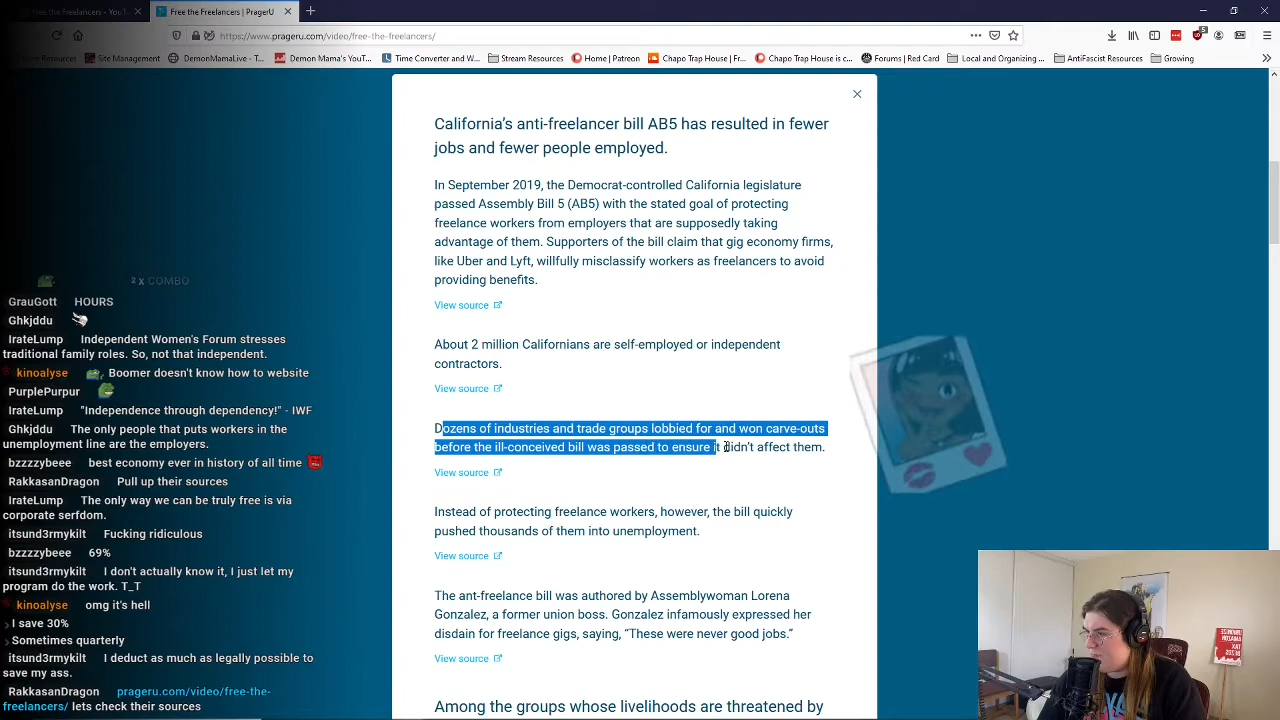 Free the Freelancers - You
Free the Freelancers | PragerU
https://www.prageru.com/video/free-the-freelancers/
Resources
Site Management
DemonMamaLive - T...
Demon Mama's YouT...
Time Converter and W...
Stream Resources
Home | Patreon
Chapo Trap House | Fr...
Chapo Trap House is c...
Forums | Red Card
Local and Organizing ...
AntiFascist Resources
Growing
California's anti-freelancer bill AB5 has resulted in fewer
jobs and fewer people employed.
In September 2019, the Democrat-controlled California legislature
passed Assembly Bill 5 (AB5) with the stated goal of protecting
freelance workers from employers that are supposedly taking
advantage of them. Supporters of the bill claim that gig economy firms,
like Uber and Lyft, willfully misclassify workers as freelancers to avoid
providing benefits.
View source
About 2 million Californians are self-employed or independent
contractors.
View source
Dozens of industries and trade groups lobbied for and won carve-outs
before the ill-conceived bill was passed to ensure it didn't affect them.
View source
Instead of protecting freelance workers, however, the bill quickly
pushed thousands of them into unemployment.
View source
The ant-freelance bill was authored by Assemblywoman Lorena
Gonzalez, a former union boss. Gonzalez infamously expressed her
disdain for freelance gigs, saying, "These were never good jobs."
View source
Among the groups whose livelihoods are threatened by
2 x COMBO
GrauGott HOURS
Ghkjddu
IrateLump Independent Women's Forum stresses
traditional family roles. So, not that independent.
kinoalyse Boomer doesn't know how to website
PurplePurpur
IrateLump "Independence through dependency!" - IWF
Ghkjddu The only people that puts workers in the
unemployment line are the employers.
bzzzzybeee best economy ever in history of all time
RakkasanDragon Pull up their sources
IrateLump The only way we can be truly free is via
corporate serfdom.
itsund3rmykilt Fucking ridiculous
bzzzzybeee 69%
itsund3rmykilt I don't actually know it, I just let my
program do the work. T_T
kinoalyse omg it's hell
I save 30%
Sometimes quarterly
itsund3rmykilt I deduct as much as legally possible to
save my ass.
RakkasanDragon prageru.com/video/free-the-
freelancers/ lets check their sources